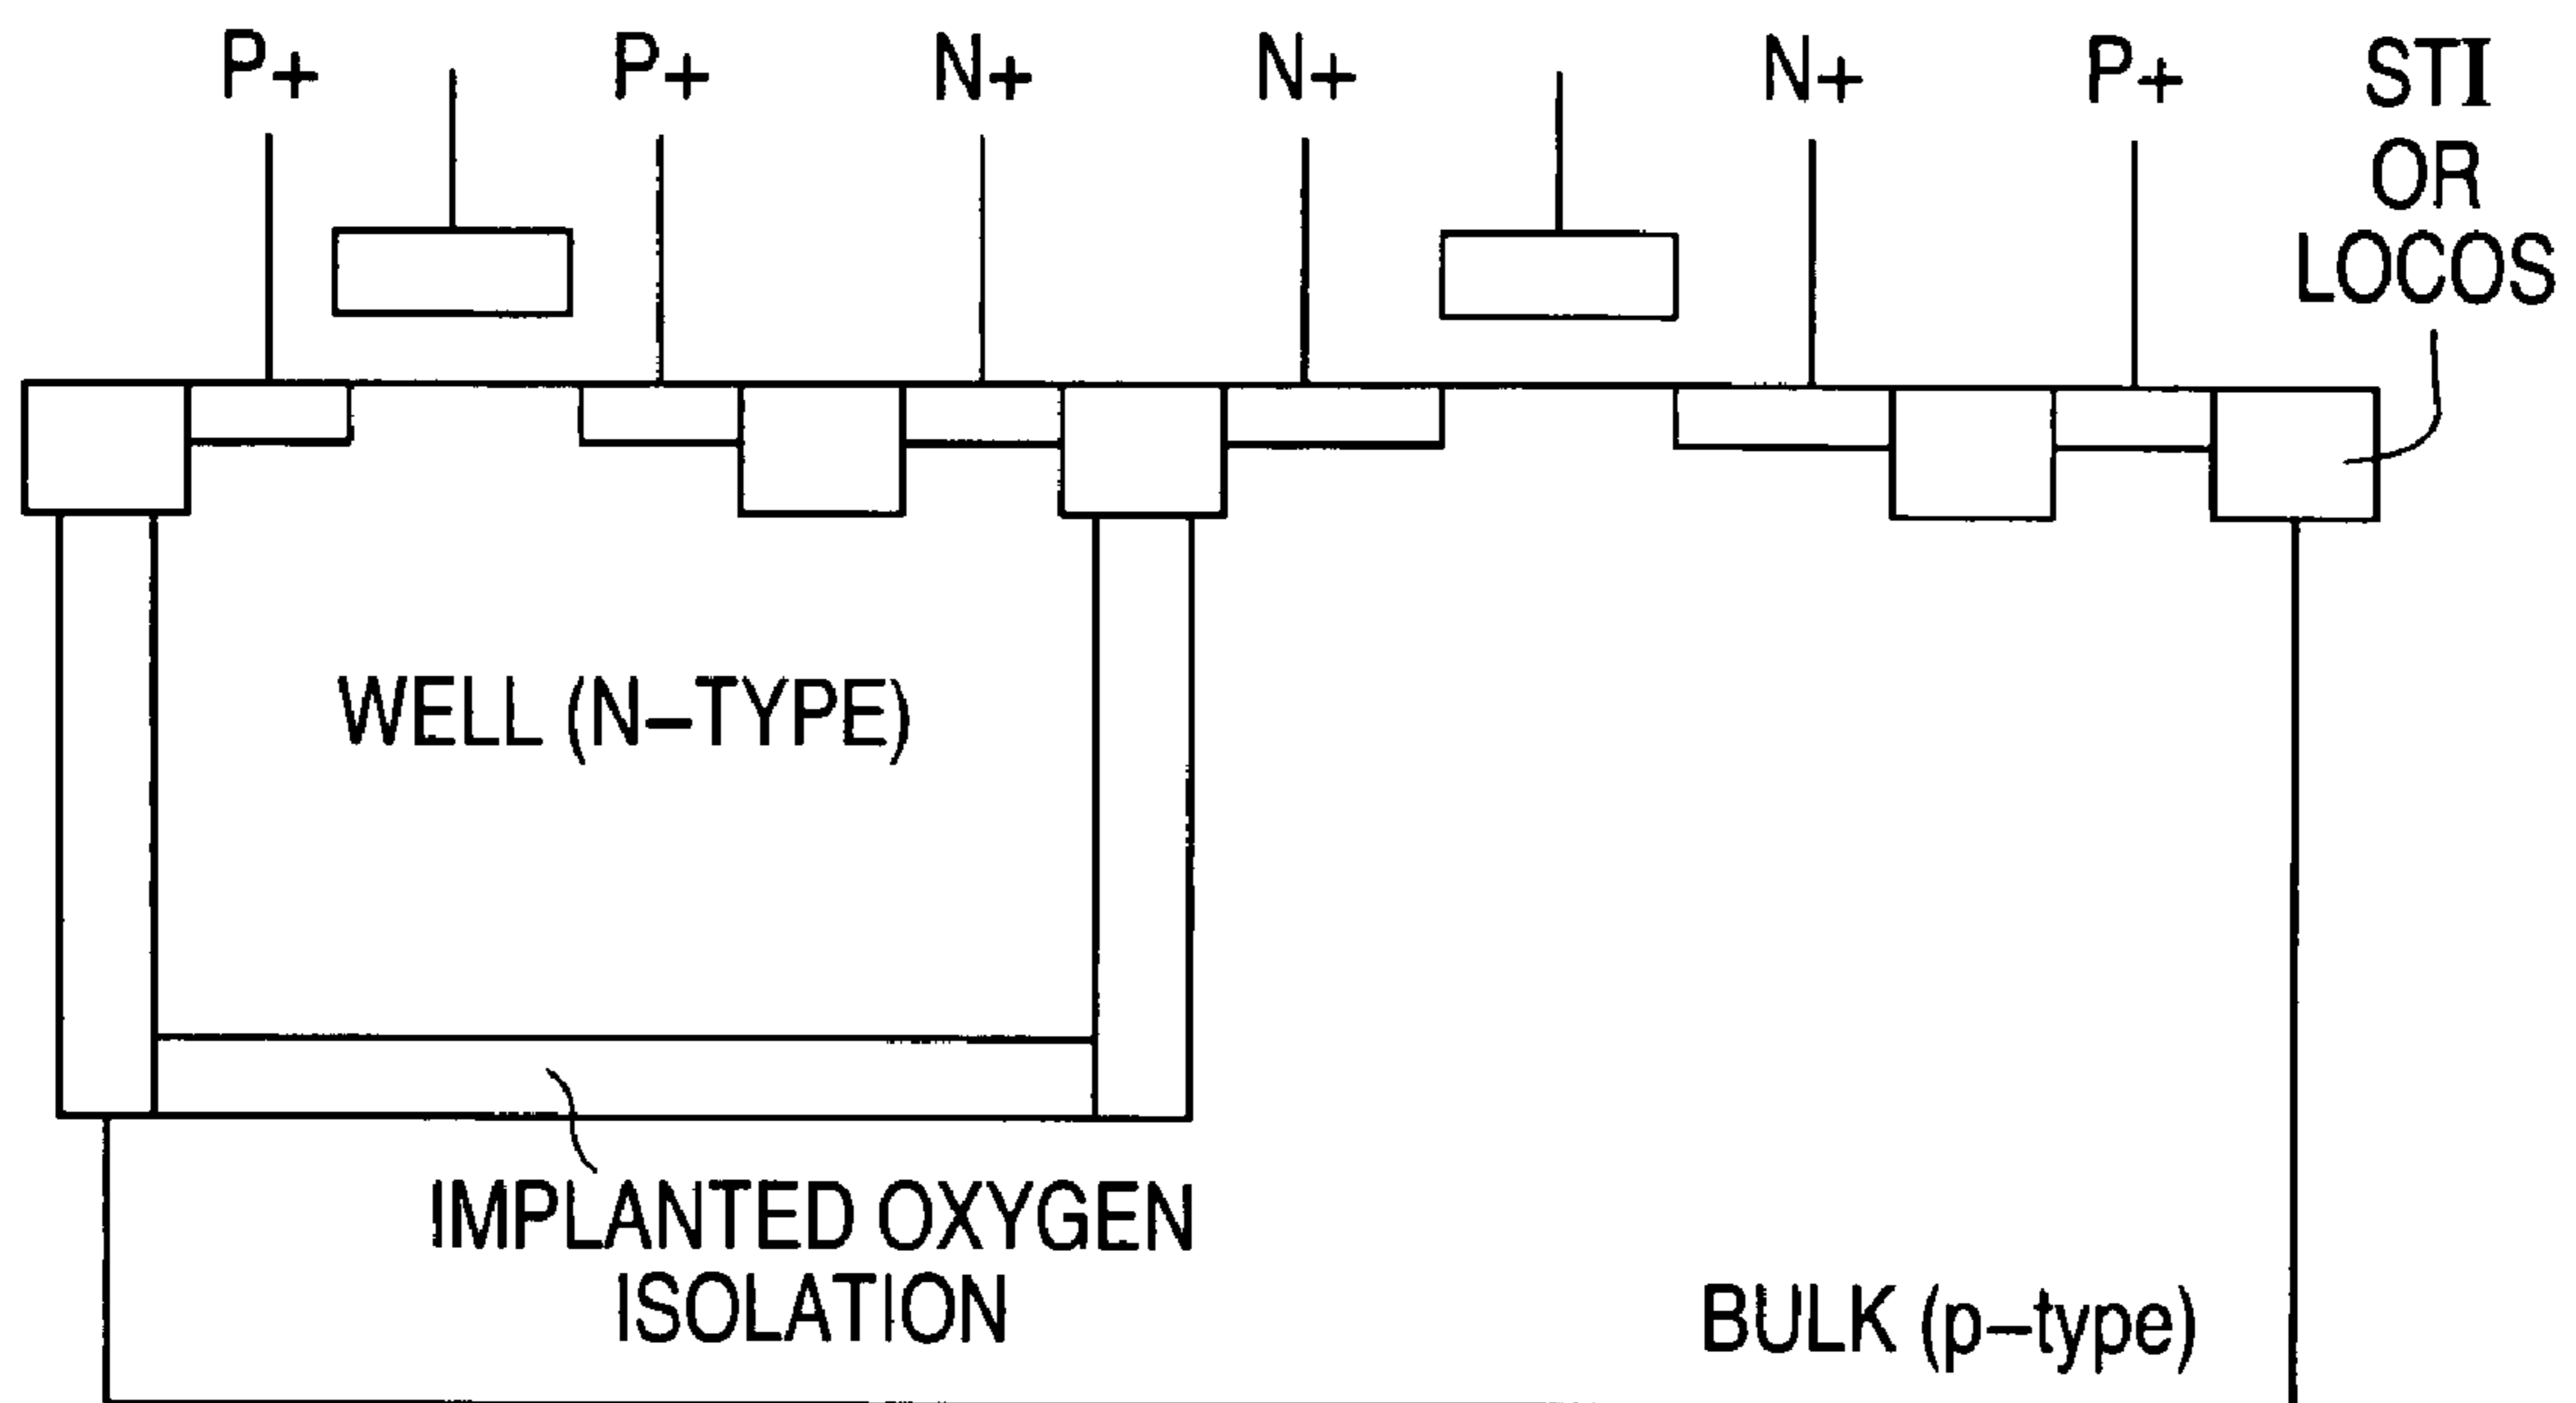 P+
P+
N+
N+
N+
P+
STI
OR
LOCOS
WELL (N–TYPE)
IMPLANTED OXYGEN
ISOLATION
BULK (p–type)